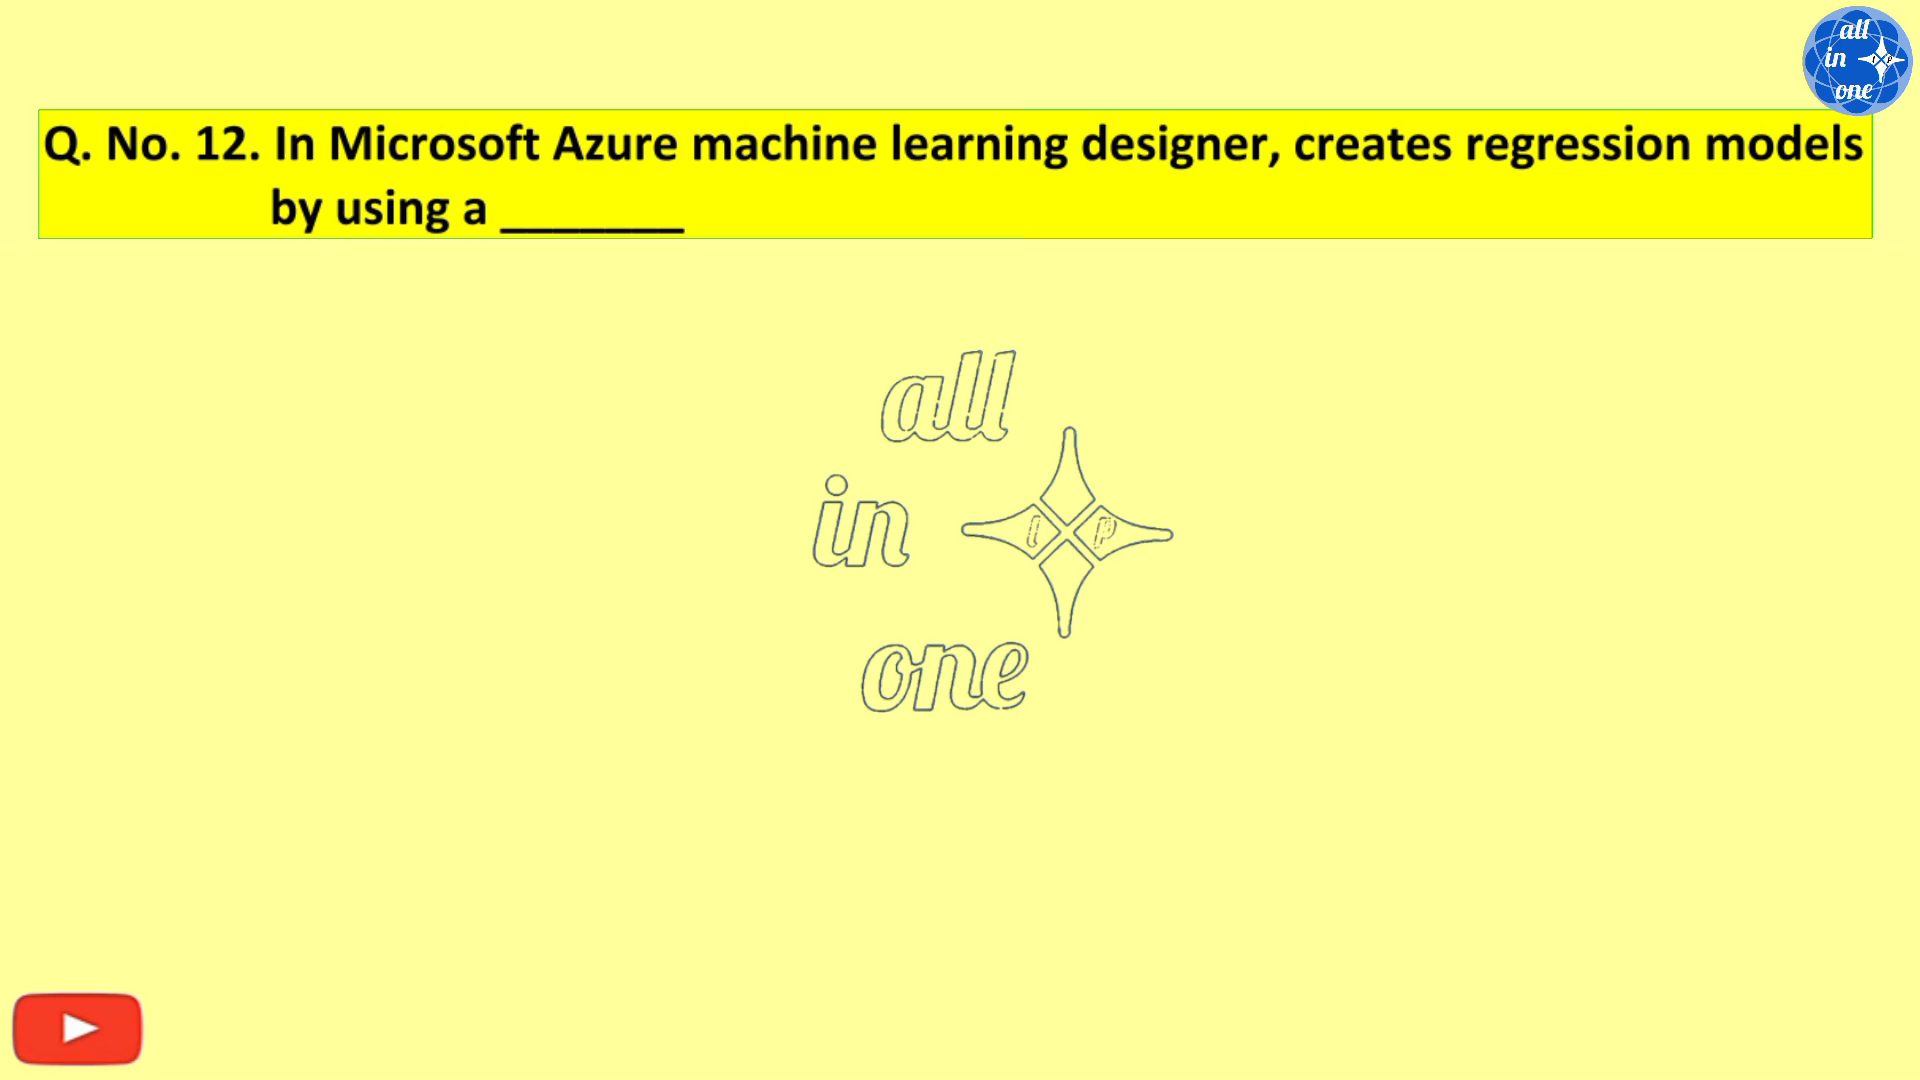 all
in
one
Q. No. 12. In Microsoft Azure machine learning designer, creates regression models
by using a _______
all
in
I P
one